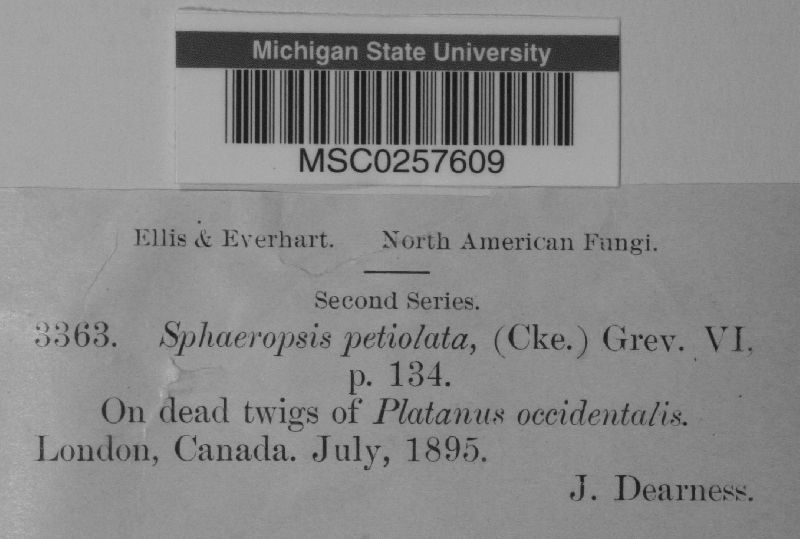 Michigan State University
MSC0257609
Ellis & Everhart. North American Fungi.
Second Series.
3363. Sphaeropsis petiolata, (Cke.) Grev. VI,
p. 134.
On dead twigs of Platanus occidentalis.
London, Canada. July, 1895.
J. Dearness.